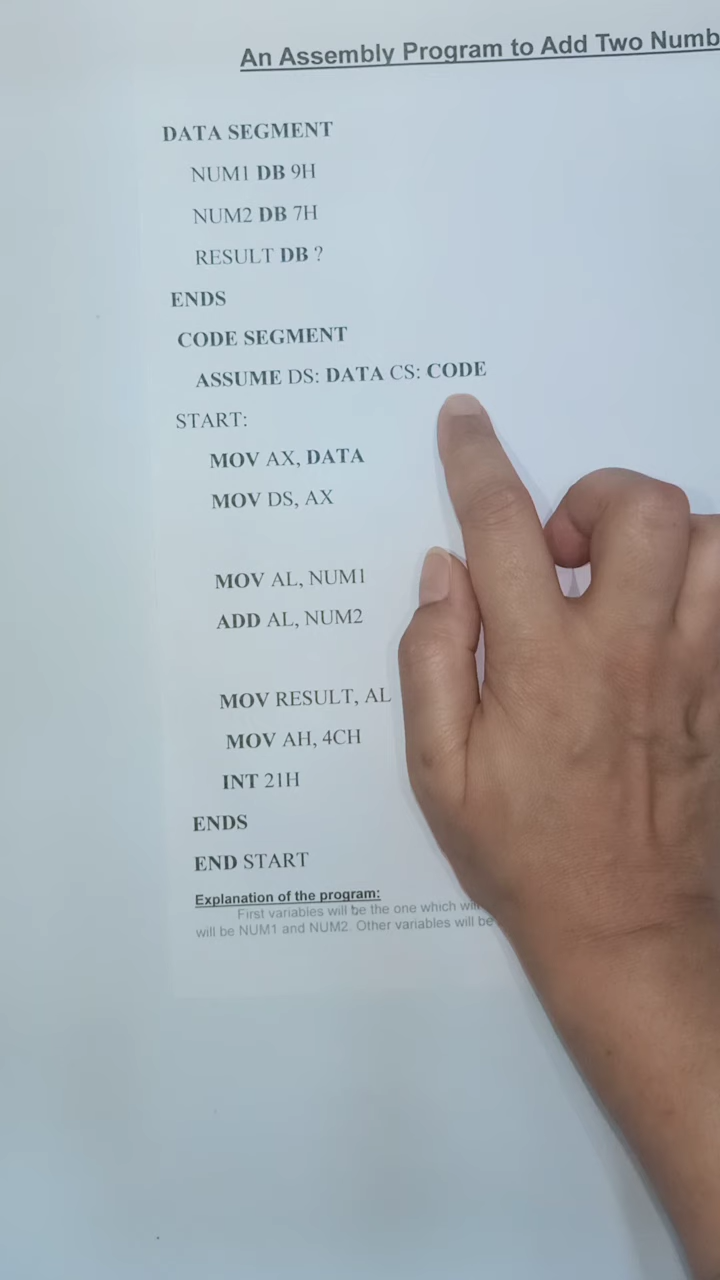 An Assembly Program to Add Two Numb
DATA SEGMENT
NUM1 DB 9H
NUM2 DB 7H
RESULT DB ?
ENDS
CODE SEGMENT
ASSUME DS: DATA CS: CODE
START:
MOV AX, DATA
MOV DS, AX
MOV AL, NUM1
ADD AL, NUM2
MOV RESULT, AL
MOV AH, 4CH
INT 21H
ENDS
END START
Explanation of the program:
First variables will be the one which
will be NUM1 and NUM2. Other variables will be